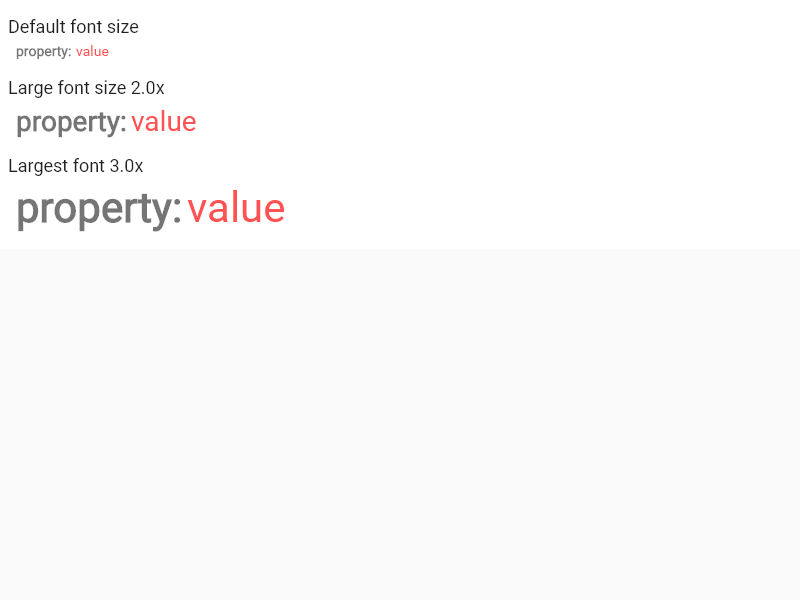 Default font size
property: value
Large font size 2.0x
property: value
Largest font 3.0x
property: value